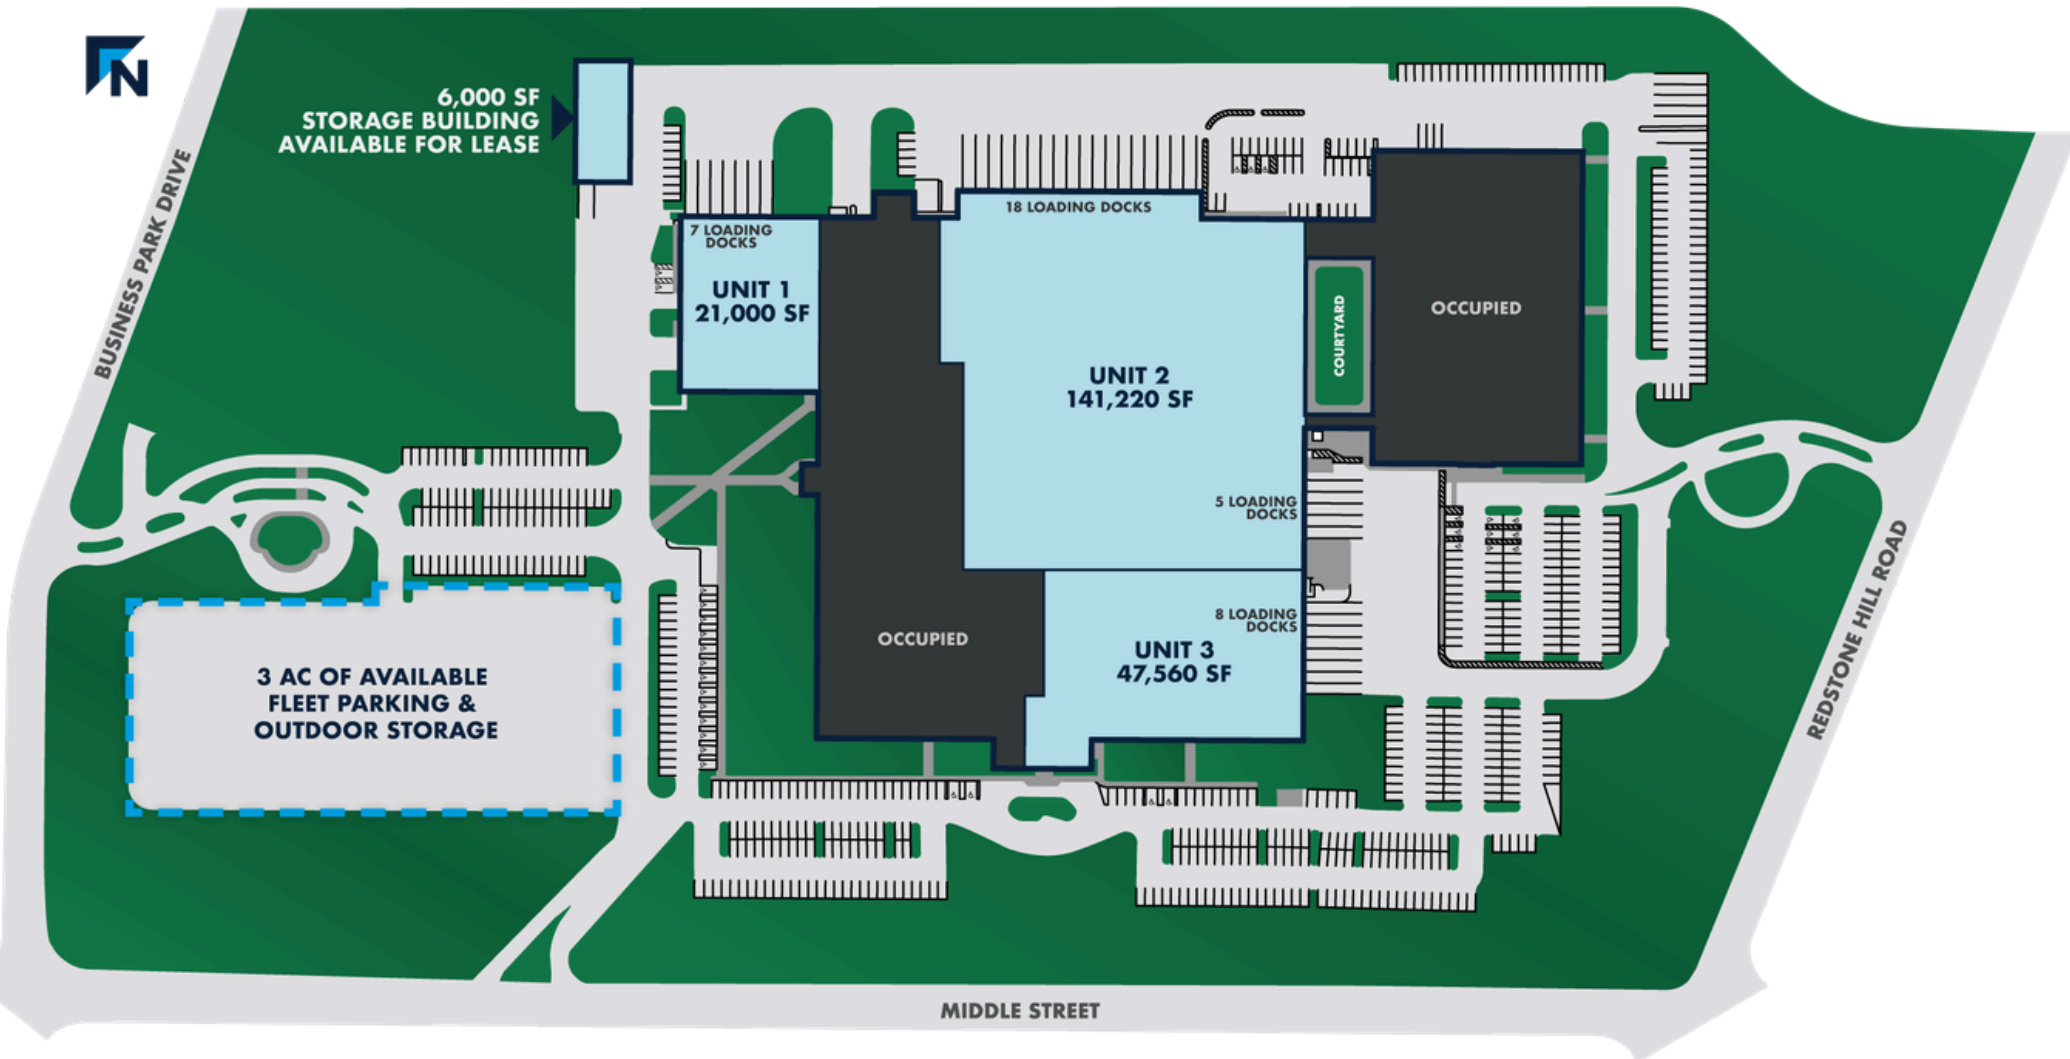 N
6,000 SF
STORAGE BUILDING
AVAILABLE FOR LEASE
BUSINESS PARK DRIVE
18 LOADING DOCKS
7 LOADING
DOCKS
UNIT 1
21,000 SF
UNIT 2
141,220 SF
COURTYARD
OCCUPIED
5 LOADING
DOCKS
8 LOADING
DOCKS
OCCUPIED
UNIT 3
47,560 SF
3 AC OF AVAILABLE
FLEET PARKING &
OUTDOOR STORAGE
REDSTONE HILL ROAD
MIDDLE STREET